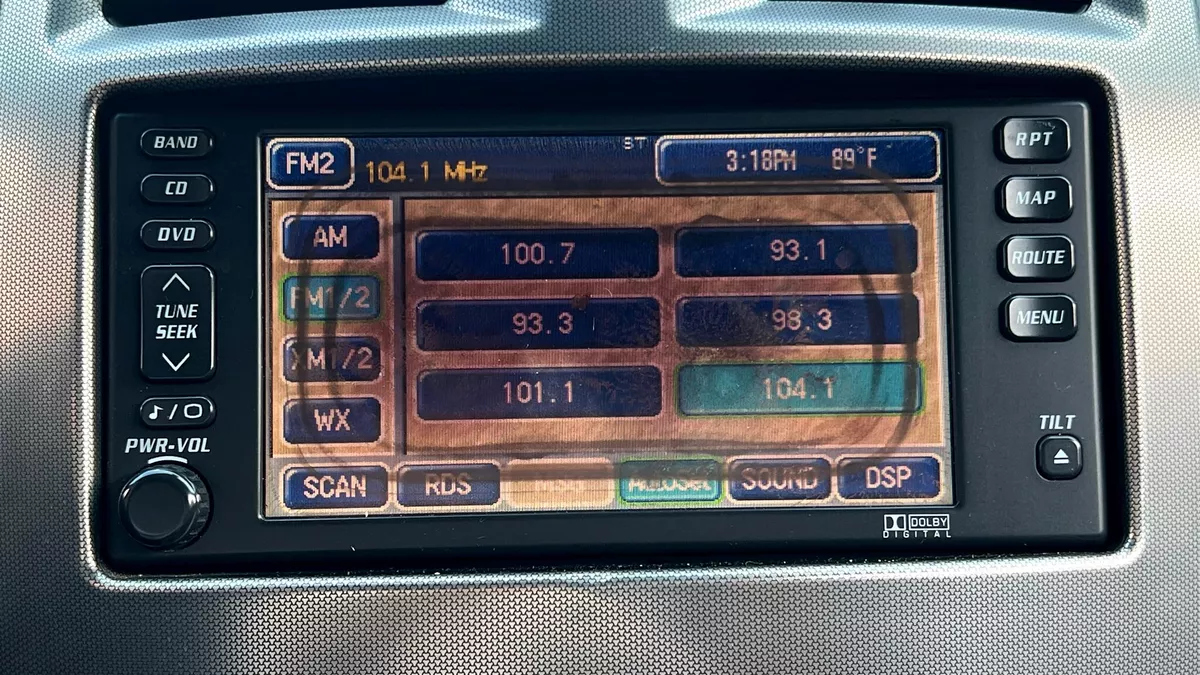 BAND
CD
DVD
TUNE
SEEK
PWR-VOL
FM2 104.1 MHz ST 3:18PM 89°F
AM 100.7 93.1
FM1/2 93.3 98.3
XM1/2 101.1 104.1
WX
SCAN RDS Msg AutoSet SOUND DSP
RPT
MAP
ROUTE
MENU
TILT
DOLBY
DIGITAL